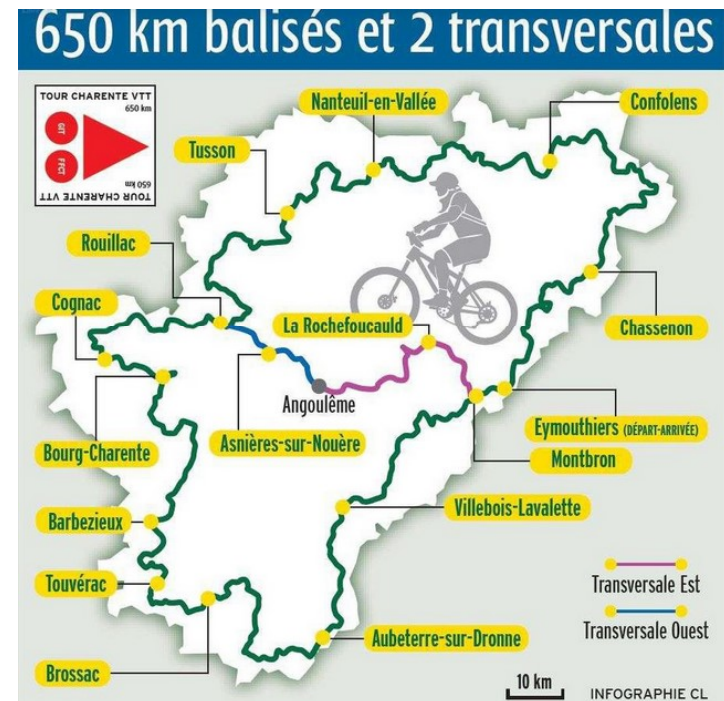 650 km balisés et 2 transversales
TOUR CHARENTE VTT
650 km
GIT
FFCT
650 km
TOUR CHARENTE VTT
Nanteuil-en-Vallée
Confolens
Tusson
Rouillac
Cognac
La Rochefoucauld
Chassenon
Angoulême
Bourg-Charente
Asnières-sur-Nouère
Eymouthiers (DÉPART-ARRIVÉE)
Montbron
Barbezieux
Villebois-Lavalette
Touvérac
Transversale Est
Transversale Ouest
Aubeterre-sur-Dronne
Brossac
10 km
INFOGRAPHIE CL